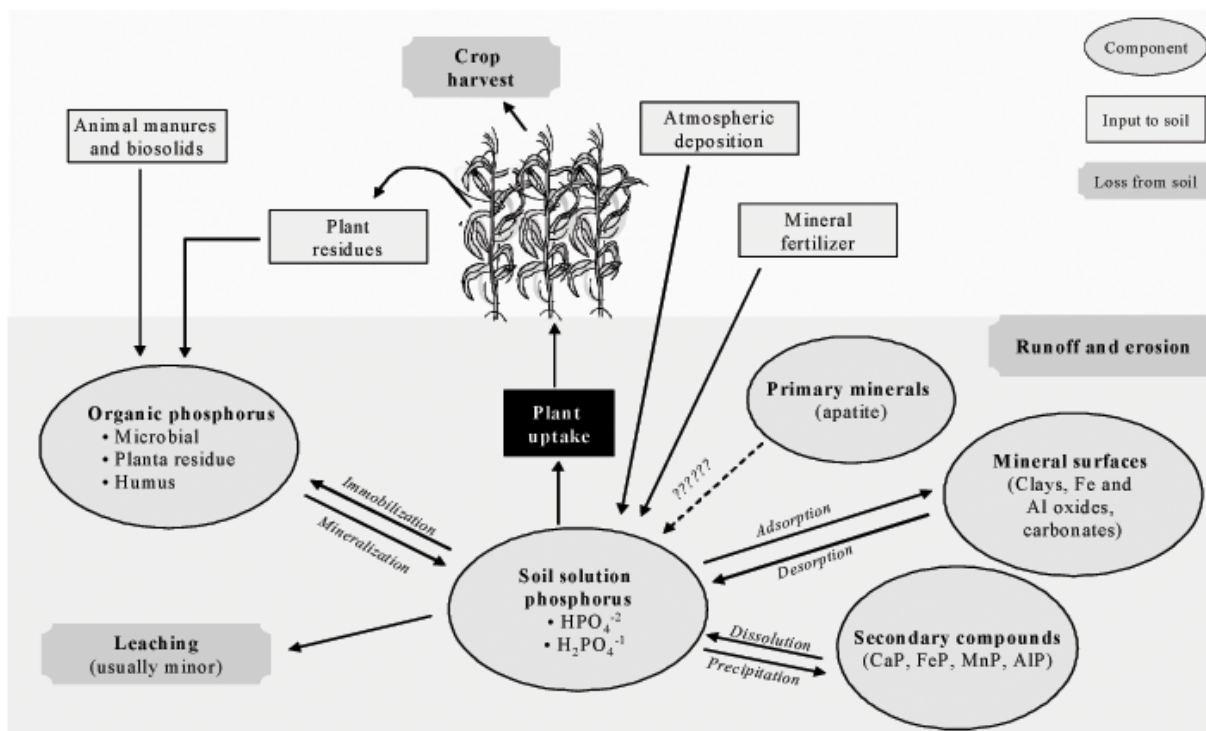 Crop
harvest
Component
Animal manures
and biosolids
Atmospheric
deposition
Input to soil
Loss from soil
Plant
residues
Mineral
fertilizer
Runoff and erosion
Primary minerals
(apatite)
Organic phosphorus
• Microbial
• Planta residue
• Humus
Plant
uptake
Mineral surfaces
(Clays, Fe and
Al oxides,
carbonates)
??????
Immobilization
Mineralization
Adsorption
Desorption
Soil solution
phosphorus
• HPO₄⁻²
• H₂PO₄⁻¹
Leaching
(usually minor)
Dissolution
Precipitation
Secondary compounds
(CaP, FeP, MnP, AlP)